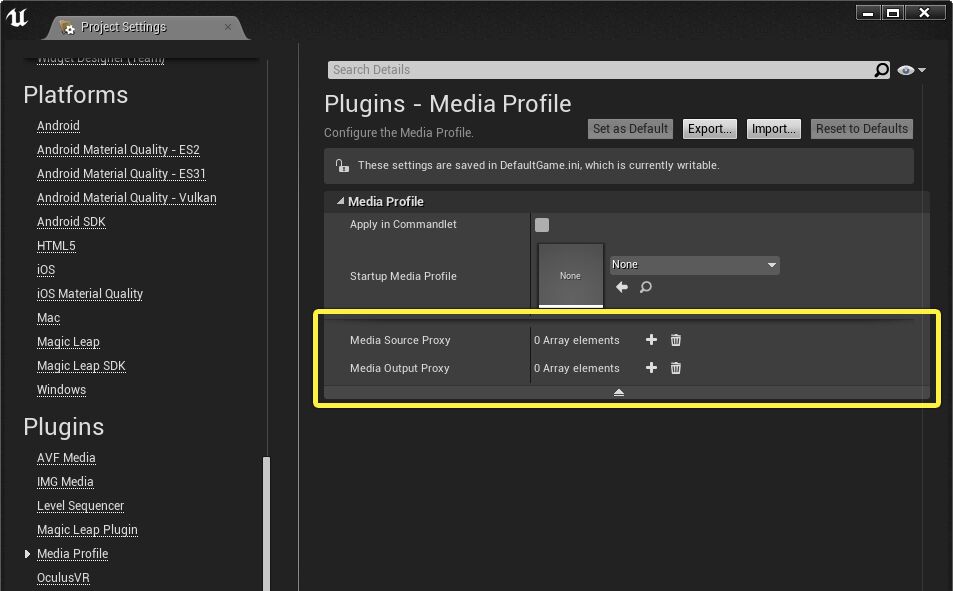 Project Settings
Widget Designer (Team)
Platforms
Android
Android Material Quality - ES2
Android Material Quality - ES31
Android Material Quality - Vulkan
Android SDK
HTML5
iOS
iOS Material Quality
Mac
Magic Leap
Magic Leap SDK
Windows
Plugins
AVF Media
IMG Media
Level Sequencer
Magic Leap Plugin
Media Profile
OculusVR
Search Details
Plugins - Media Profile
Configure the Media Profile.
Set as Default
Export...
Import...
Reset to Defaults
These settings are saved in DefaultGame.ini, which is currently writable.
Media Profile
Apply in Commandlet
Startup Media Profile
None
None
Media Source Proxy
0 Array elements
Media Output Proxy
0 Array elements